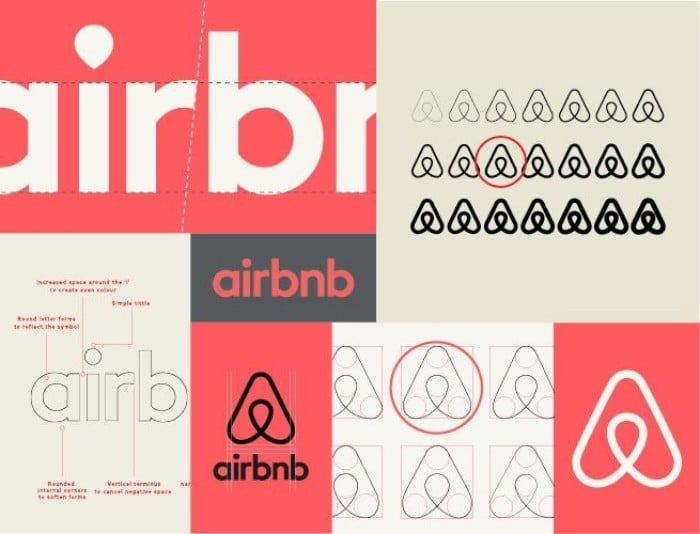 airbr
airbnb
Increased space around the 'i'
to create even colour
Simple tittle
Round letter forms
to reflect the symbol
airb
Rounded
internal corners
to soften forms
Vertical terminus
to cancel negative space
nar
airbnb